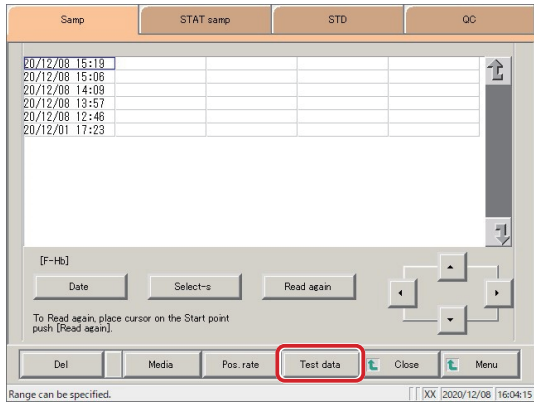 Samp STAT samp STD QC
20/12/08 15:19
20/12/08 15:06
20/12/08 14:09
20/12/08 13:57
20/12/08 12:46
20/12/01 17:23
[F-Hb]
Date Select-s Read again
To Read again, place cursor on the Start point
push [Read again].
Del Media Pos. rate Test data Close Menu
Range can be specified. XX 2020/12/08 16:04:15